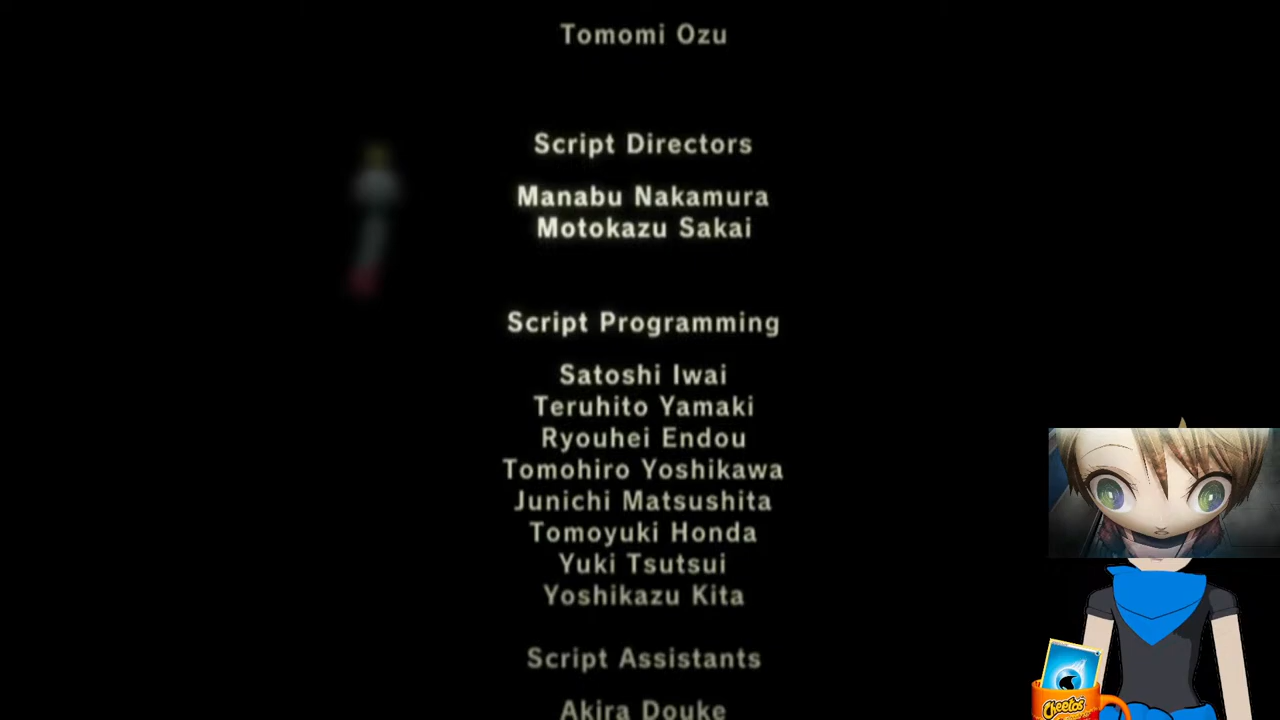 Tomomi Ozu
Script Directors
Manabu Nakamura
Motokazu Sakai
Script Programming
Satoshi Iwai
Teruhito Yamaki
Ryouhei Endou
Tomohiro Yoshikawa
Junichi Matsushita
Tomoyuki Honda
Yuki Tsutsui
Yoshikazu Kita
Script Assistants
Akira Douke
Cheetos